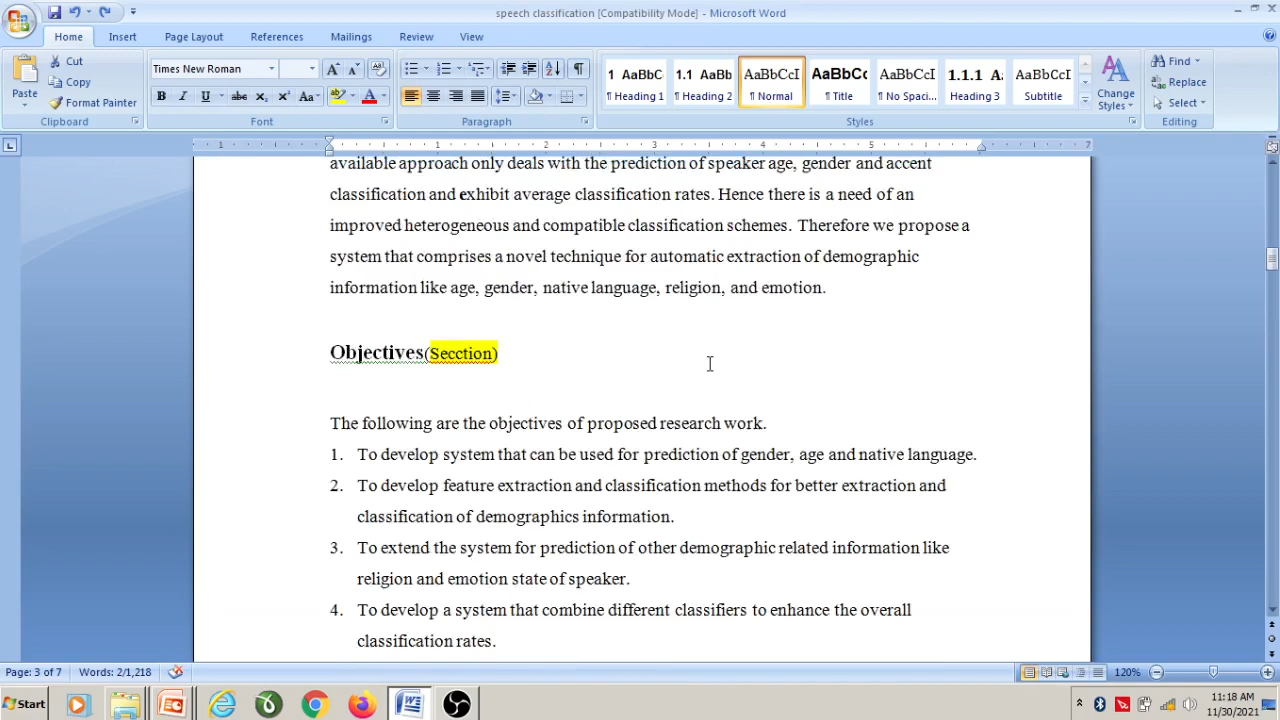 speech classification [Compatibility Mode] - Microsoft Word
Home Insert Page Layout References Mailings Review View
Paste
Cut
Copy
Format Painter
Clipboard
Times New Roman
Font
Paragraph
1 AaBbC 1.1 AaBb AaBbCcI AaBbCc AaBbCcI 1.1.1 A: AaBbCcI
¶ Heading 1 ¶ Heading 2 ¶ Normal ¶ Title ¶ No Spaci... Heading 3 Subtitle
Change
Styles
Styles
Find
Replace
Select
Editing
1 1 2 3 4 5 7
available approach only deals with the prediction of speaker age, gender and accent
classification and exhibit average classification rates. Hence there is a need of an
improved heterogeneous and compatible classification schemes. Therefore we propose a
system that comprises a novel technique for automatic extraction of demographic
information like age, gender, native language, religion, and emotion.
Objectives(Secction)
The following are the objectives of proposed research work.
1. To develop system that can be used for prediction of gender, age and native language.
2. To develop feature extraction and classification methods for better extraction and
classification of demographics information.
3. To extend the system for prediction of other demographic related information like
religion and emotion state of speaker.
4. To develop a system that combine different classifiers to enhance the overall
classification rates.
Page: 3 of 7 Words: 2/1,218 120%
Start 11:18 AM
11/30/2021